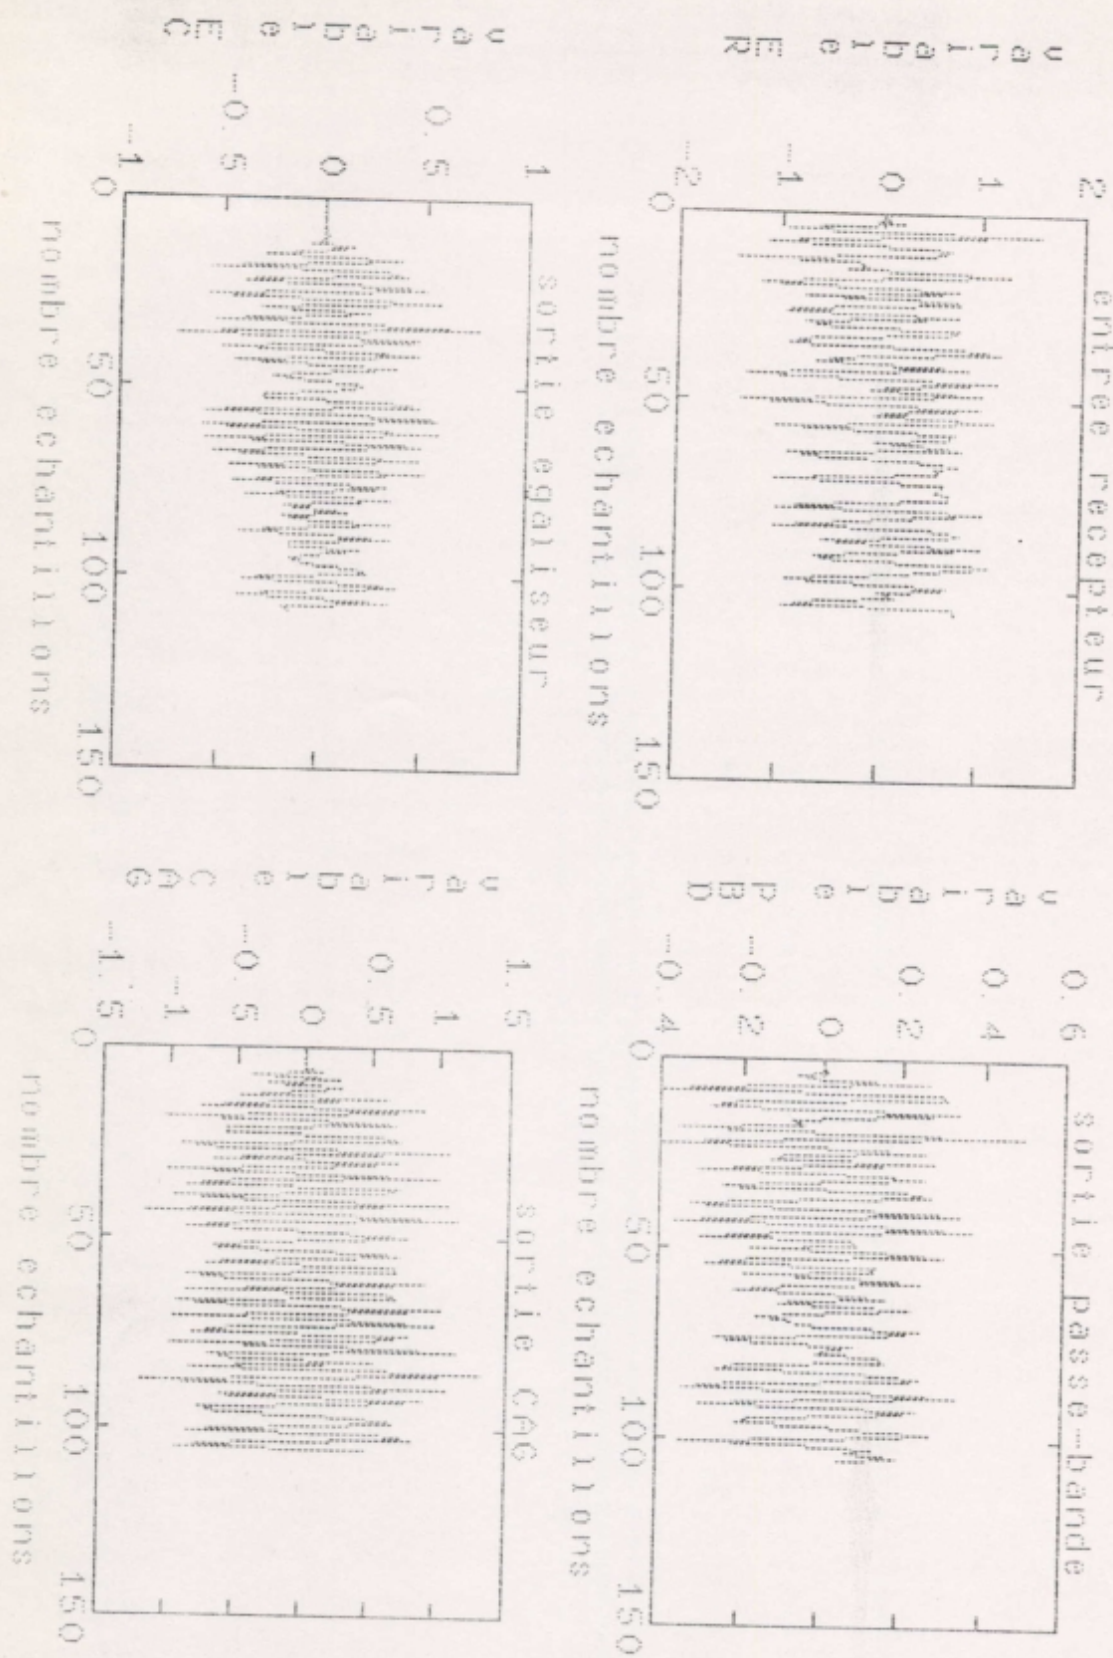 entree recepteur
variable ER
2
1
0
-1
-2
0 50 100 150
nombre echantillons
sortie passe-bande
variable PBD
0.6
0.4
0.2
0
-0.2
-0.4
0 50 100 150
nombre echantillons
sortie egaliseur
variable EC
1
0.5
0
-0.5
-1
0 50 100 150
nombre echantillons
sortie CAG
variable CAG
1.5
1
0.5
0
-0.5
-1
-1.5
0 50 100 150
nombre echantillons